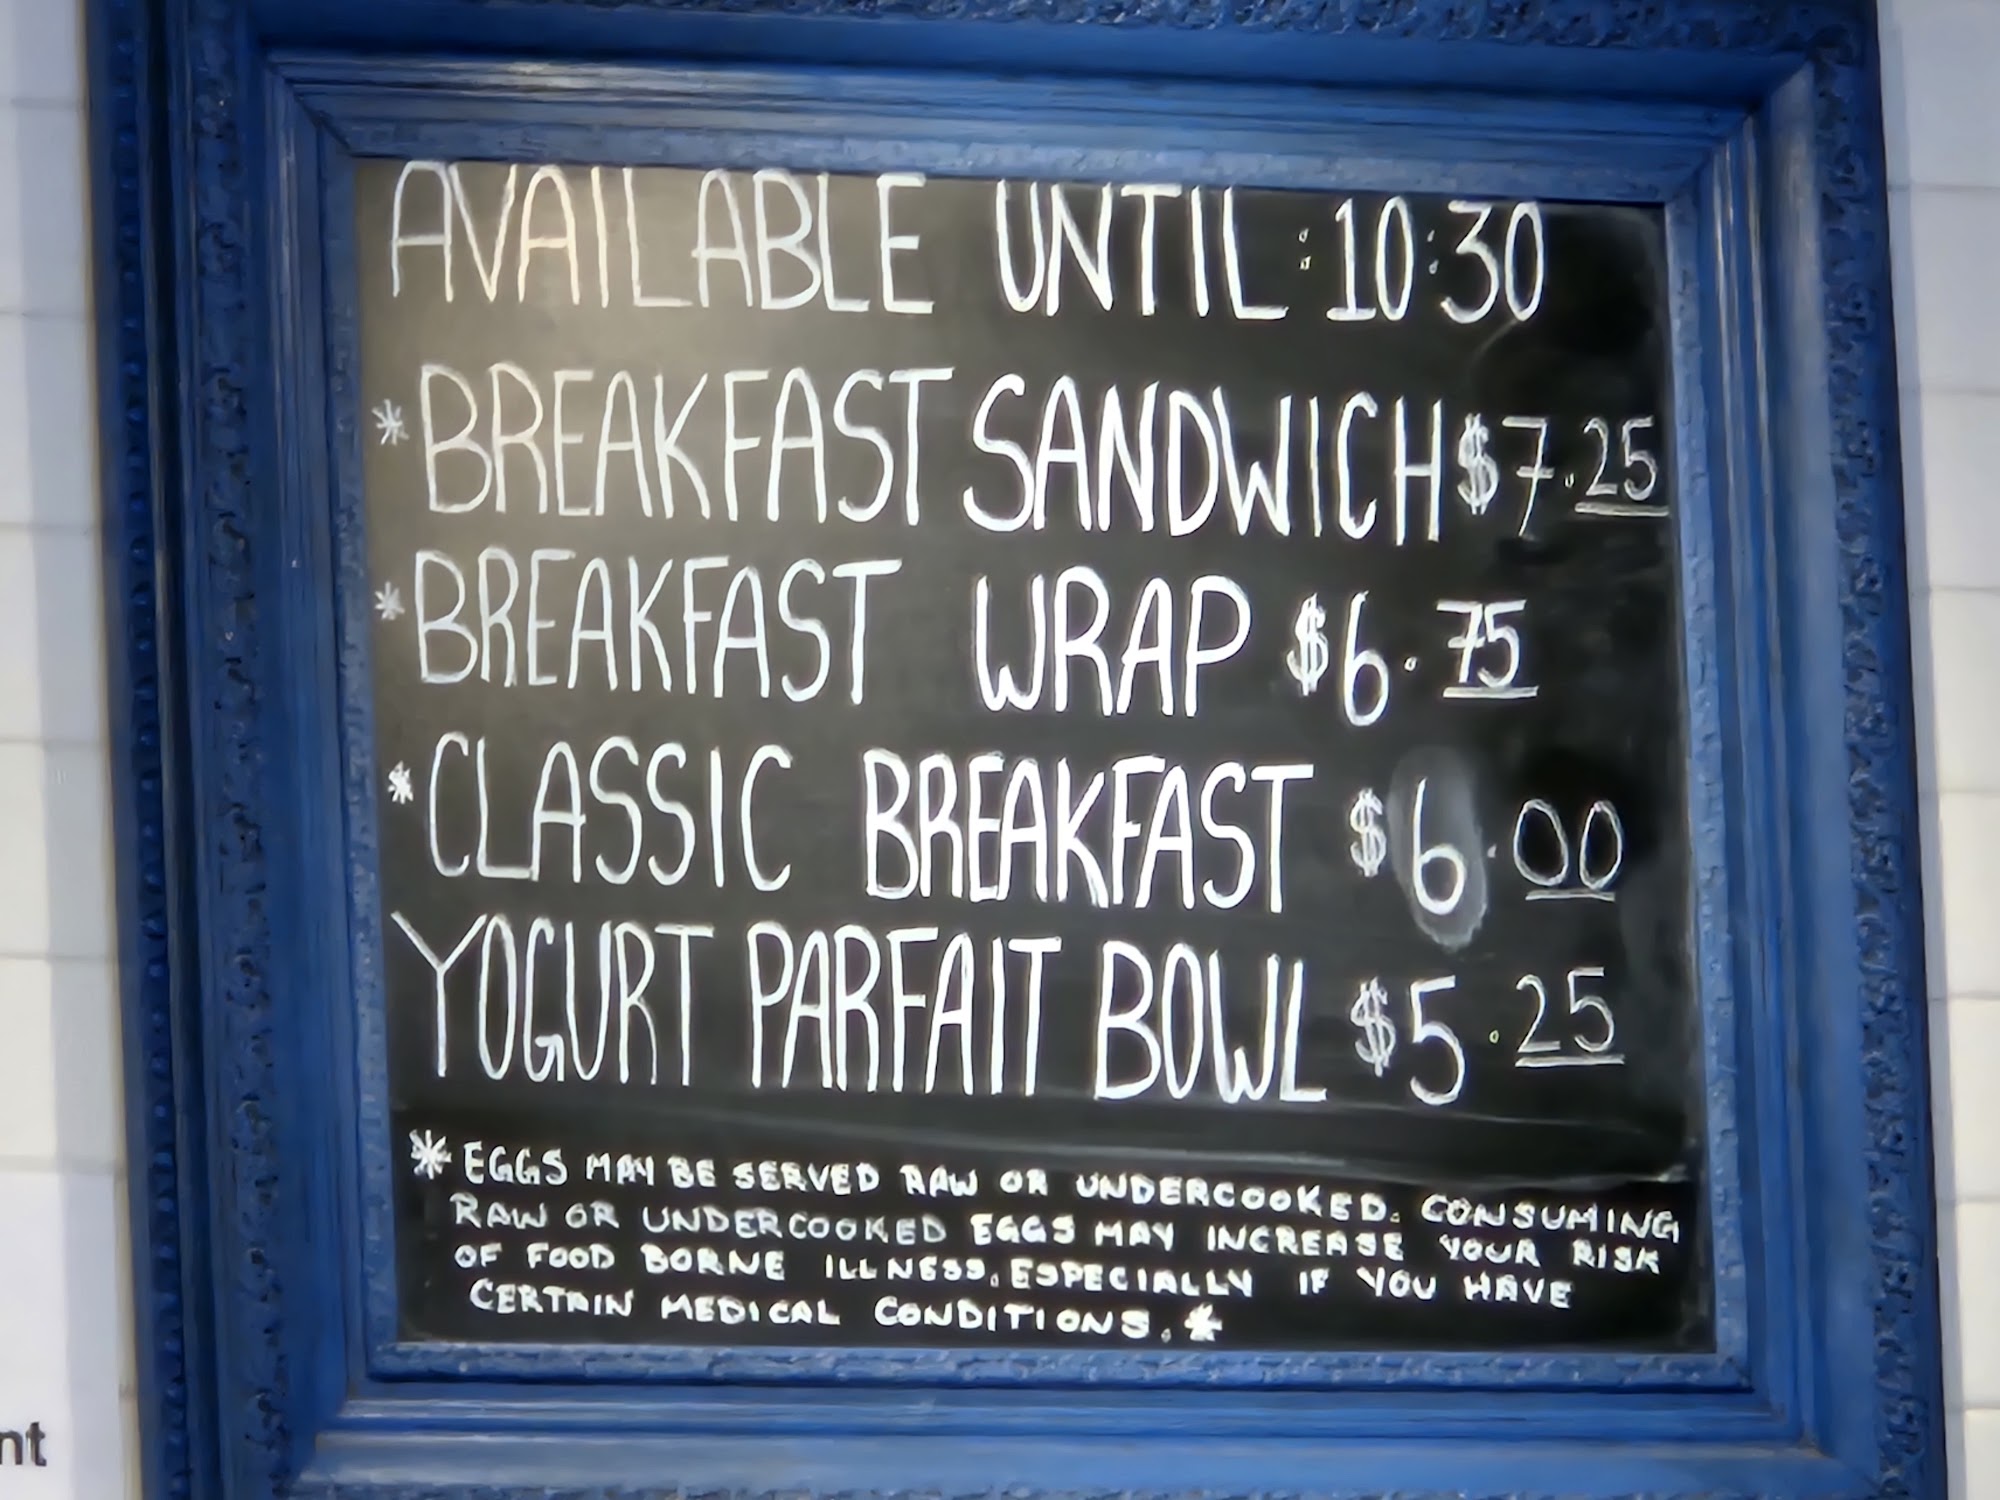 AVAILABLE UNTIL:10:30
*BREAKFAST SANDWICH $7.25
*BREAKFAST WRAP $6.75
*CLASSIC BREAKFAST $6.00
YOGURT PARFAIT BOWL $5.25
*EGGS MAY BE SERVED RAW OR UNDERCOOKED. CONSUMING
RAW OR UNDERCOOKED EGGS MAY INCREASE YOUR RISK
OF FOOD BORNE ILLNESS. ESPECIALLY IF YOU HAVE
CERTAIN MEDICAL CONDITIONS.*
nt